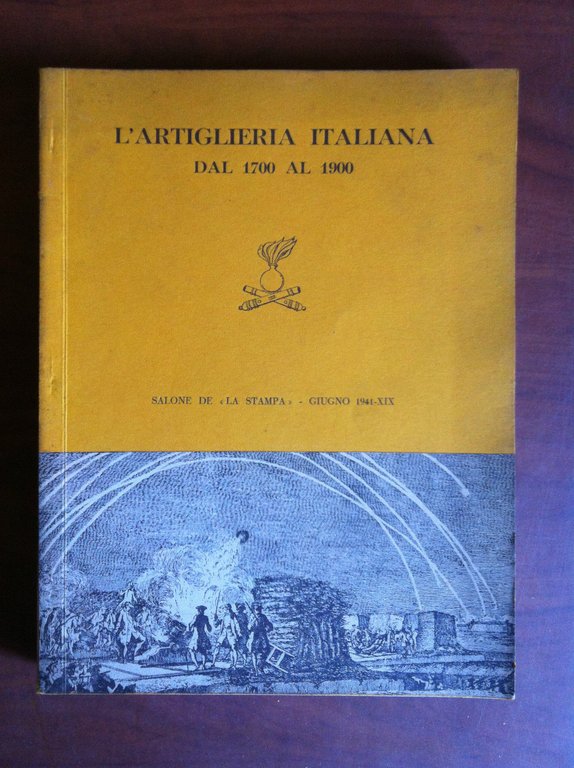 L'ARTIGLIERIA ITALIANA
DAL 1700 AL 1900
SALONE DE «LA STAMPA» - GIUGNO 1941-XIX